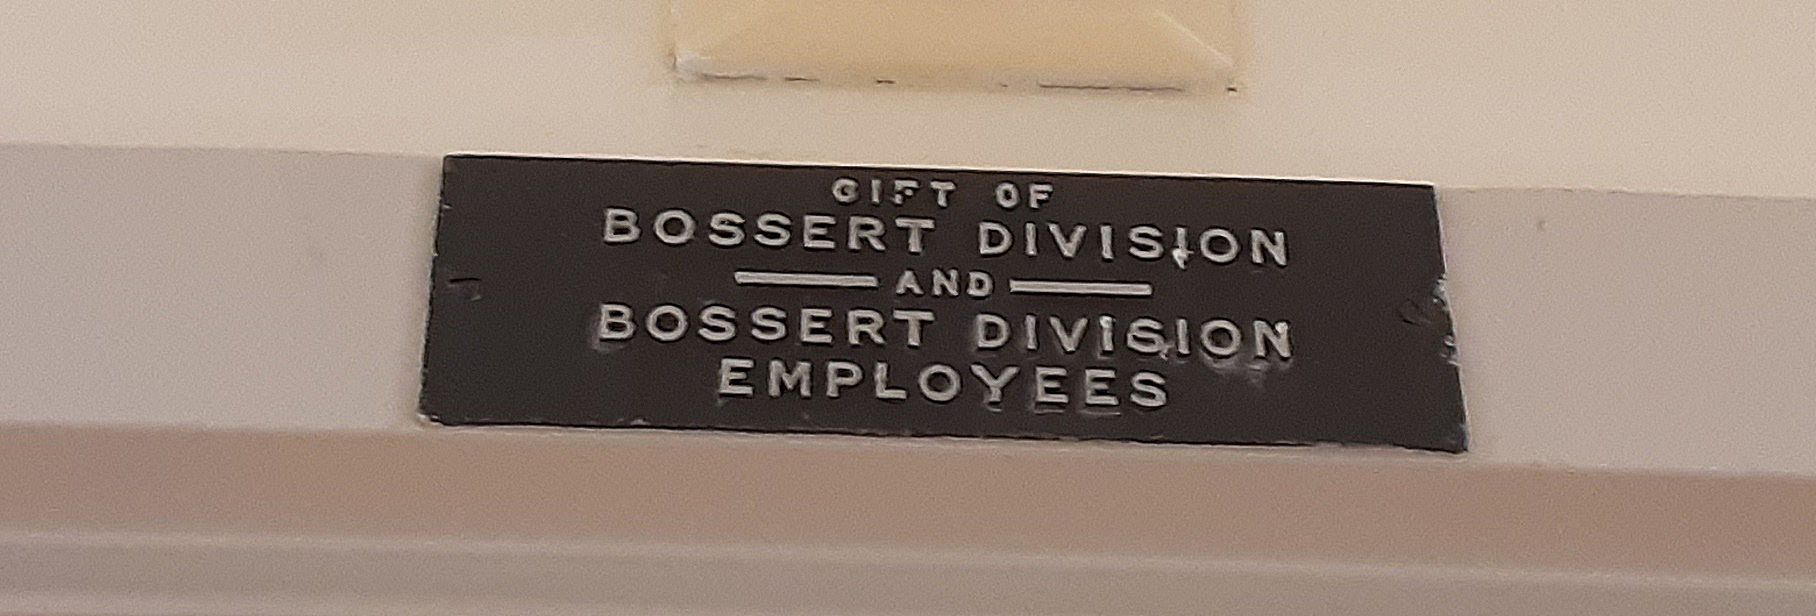 GIFT OF
BOSSERT DIVISION
AND
BOSSERT DIVISION
EMPLOYEES